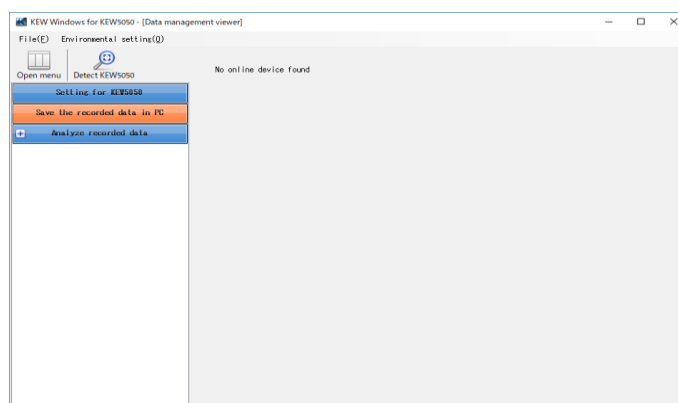 KEW Windows for KEW5050 - [Data management viewer]
File(F) Environmental setting(Q)
Open menu Detect KEW5050
No online device found
Setting for KEW5050
Save the recorded data in PC
Analyze recorded data